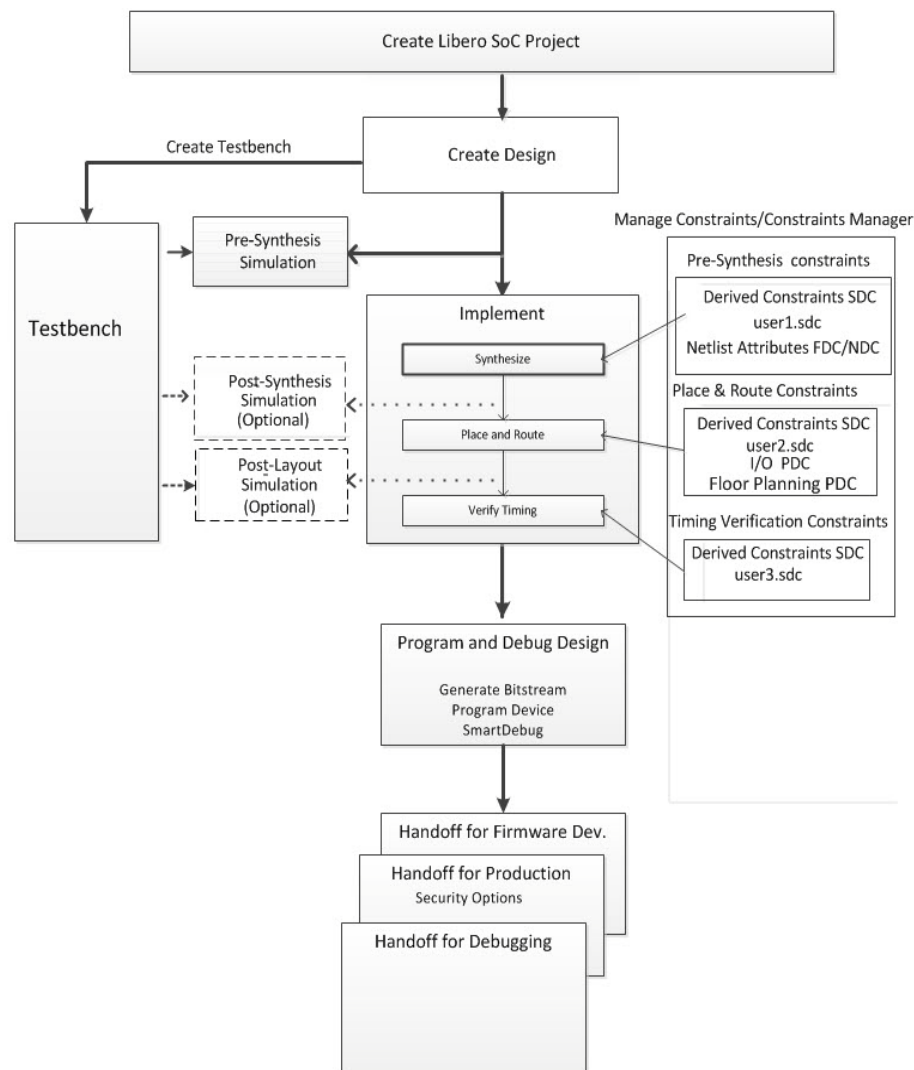 Create Libero SoC Project
Create Design
Create Testbench
Pre-Synthesis
Simulation
Testbench
Post-Synthesis
Simulation
(Optional)
Post-Layout
Simulation
(Optional)
Implement
Synthesize
Place and Route
Verify Timing
Manage Constraints/Constraints Manager
Pre-Synthesis constraints
Derived Constraints SDC
user1.sdc
Netlist Attributes FDC/NDC
Place & Route Constraints
Derived Constraints SDC
user2.sdc
I/O PDC
Floor Planning PDC
Timing Verification Constraints
Derived Constraints SDC
user3.sdc
Program and Debug Design
Generate Bitstream
Program Device
SmartDebug
Handoff for Firmware Dev.
Handoff for Production
Security Options
Handoff for Debugging